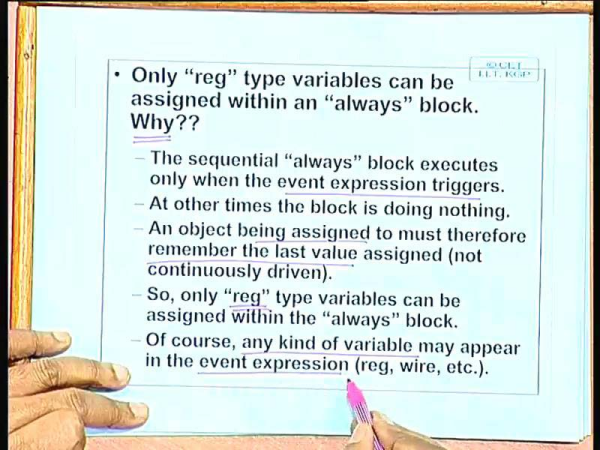 ©CET
I.I.T. KGP
• Only “reg” type variables can be
assigned within an “always” block.
Why??
– The sequential “always” block executes
only when the event expression triggers.
– At other times the block is doing nothing.
– An object being assigned to must therefore
remember the last value assigned (not
continuously driven).
– So, only “reg” type variables can be
assigned within the “always” block.
– Of course, any kind of variable may appear
in the event expression (reg, wire, etc.).